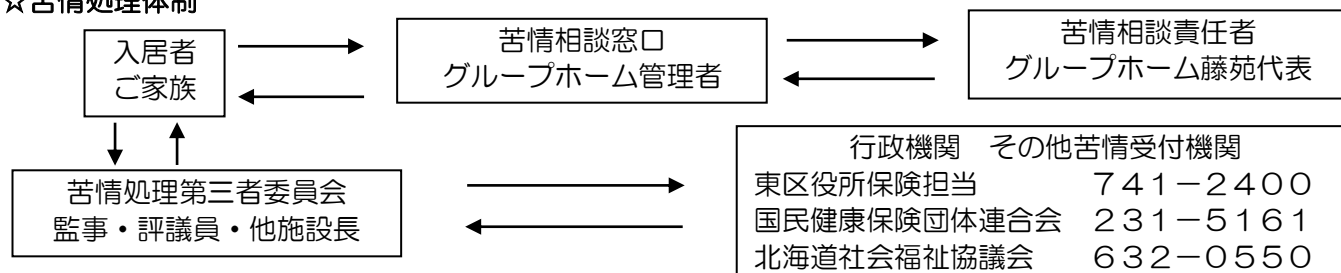 ☆苦情処理体制
入居者
ご家族
苦情相談窓口
グループホーム管理者
苦情相談責任者
グループホーム藤苑代表
苦情処理第三者委員会
監事・評議員・他施設長
行政機関　その他苦情受付機関
東区役所保険担当　７４１－２４００
国民健康保険団体連合会　２３１－５１６１
北海道社会福祉協議会　６３２－０５５０